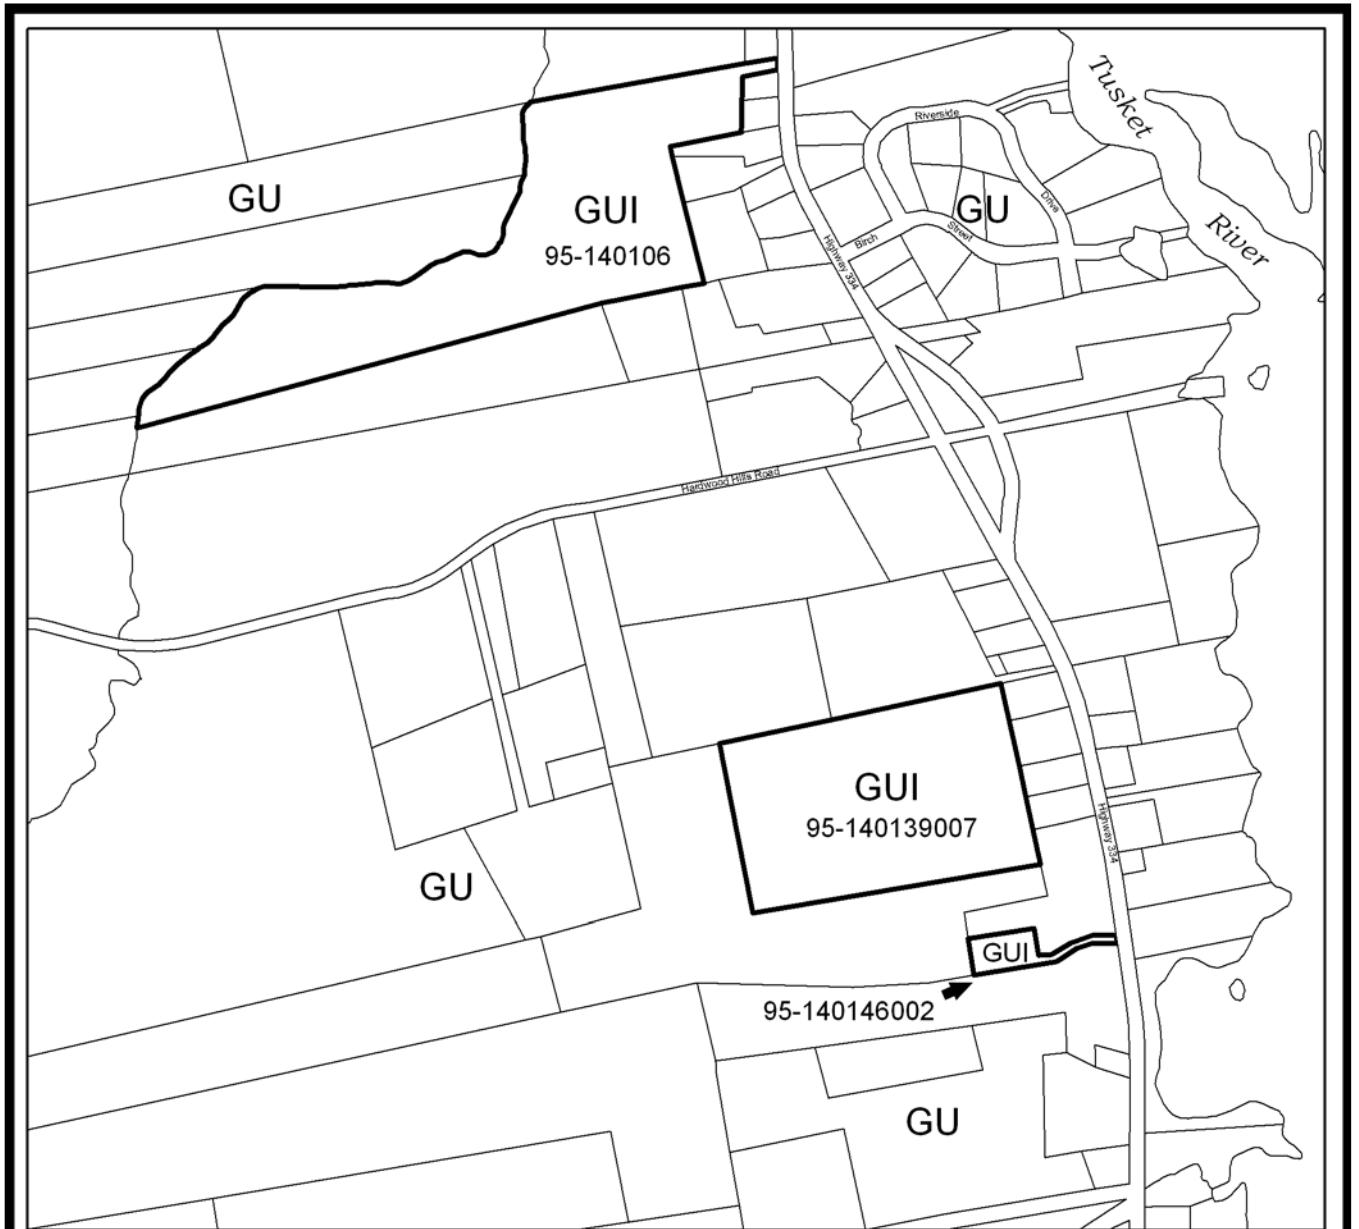 Tusket
River
Riverside
Drive
GU
GUI
95-140106
GU
Birch
Street
Highway 334
Hardwood Hills Road
GUI
95-140139007
Highway 334
GU
GUI
95-140146002
GU